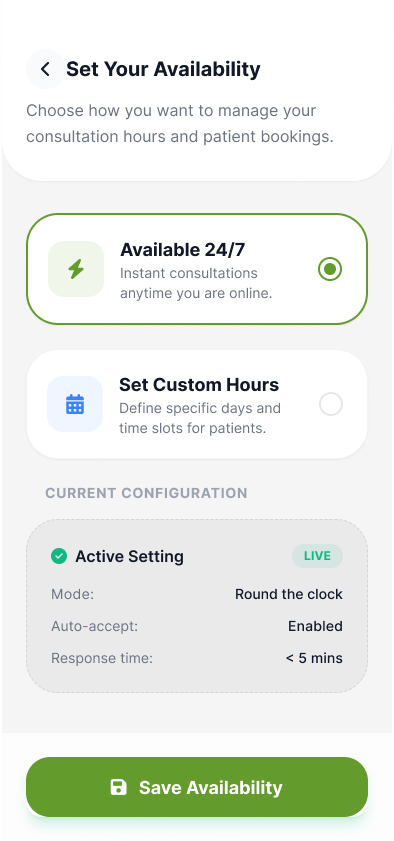 Set Your Availability
Choose how you want to manage your
consultation hours and patient bookings.
Available 24/7
Instant consultations
anytime you are online.
Set Custom Hours
Define specific days and
time slots for patients.
CURRENT CONFIGURATION
Active Setting LIVE
Mode: Round the clock
Auto-accept: Enabled
Response time: < 5 mins
Save Availability